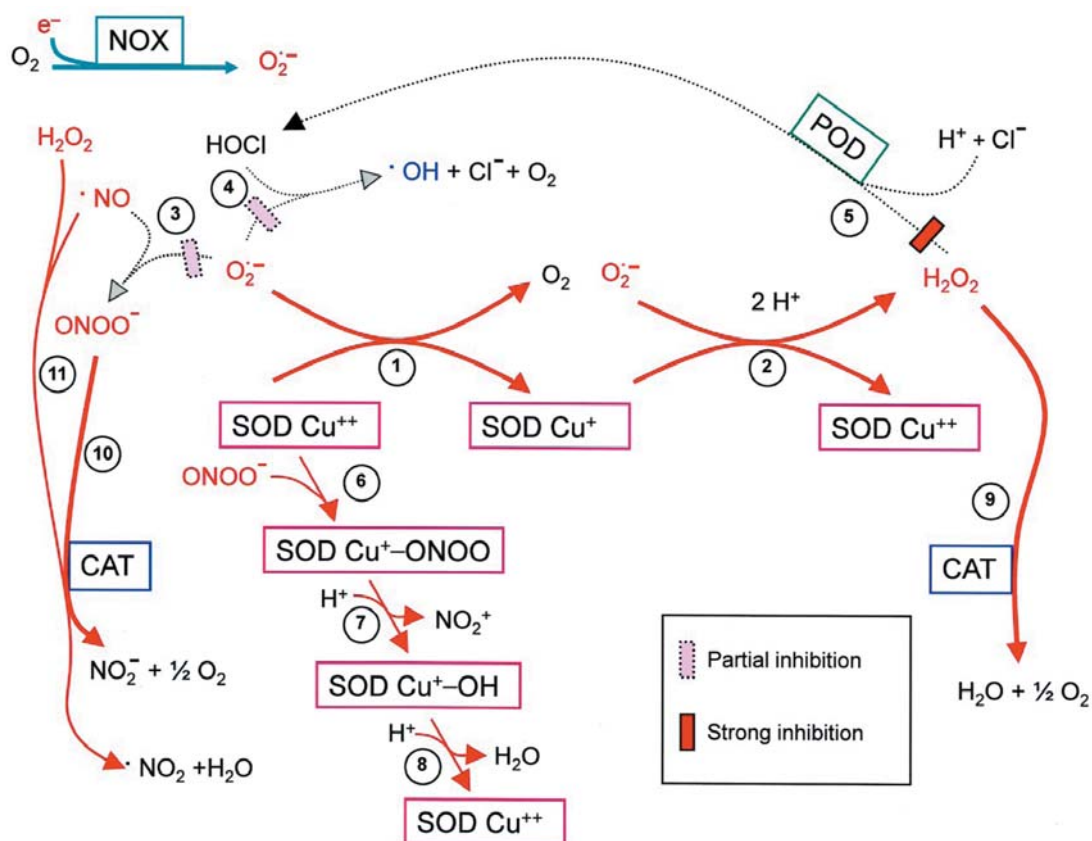 e⁻
NOX
O₂
O₂·⁻
H₂O₂
HOCl
·OH + Cl⁻ + O₂
POD
H⁺ + Cl⁻
·NO
3
4
5
O₂·⁻
O₂
O₂·⁻
2 H⁺
H₂O₂
ONOO⁻
11
1
2
SOD Cu⁺⁺
SOD Cu⁺
SOD Cu⁺⁺
10
ONOO⁻
6
9
SOD Cu⁺–ONOO
CAT
CAT
H⁺
7
NO₂⁺
NO₂⁻ + ½ O₂
SOD Cu⁺–OH
Partial inhibition
H₂O + ½ O₂
Strong inhibition
H⁺
8
H₂O
·NO₂ +H₂O
SOD Cu⁺⁺